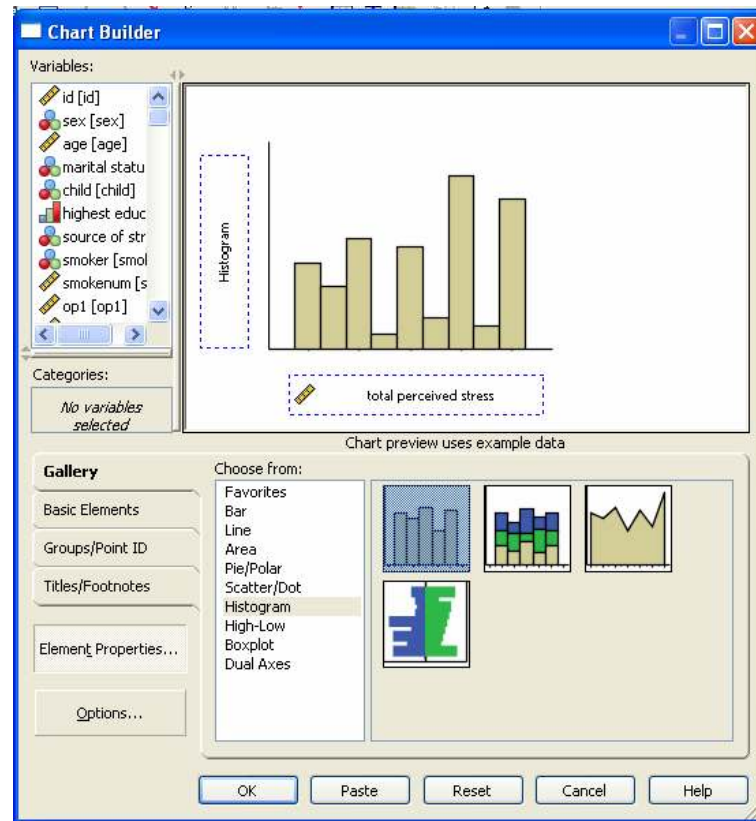 Chart Builder
Variables:
id [id]
sex [sex]
age [age]
marital statu
child [child]
highest educ
source of str
smoker [smol
smokenum [s
op1 [op1]
Categories:
No variables
selected
Histogram
total perceived stress
Chart preview uses example data
Gallery
Basic Elements
Groups/Point ID
Titles/Footnotes
Element Properties...
Options...
Choose from:
Favorites
Bar
Line
Area
Pie/Polar
Scatter/Dot
Histogram
High-Low
Boxplot
Dual Axes
OK
Paste
Reset
Cancel
Help